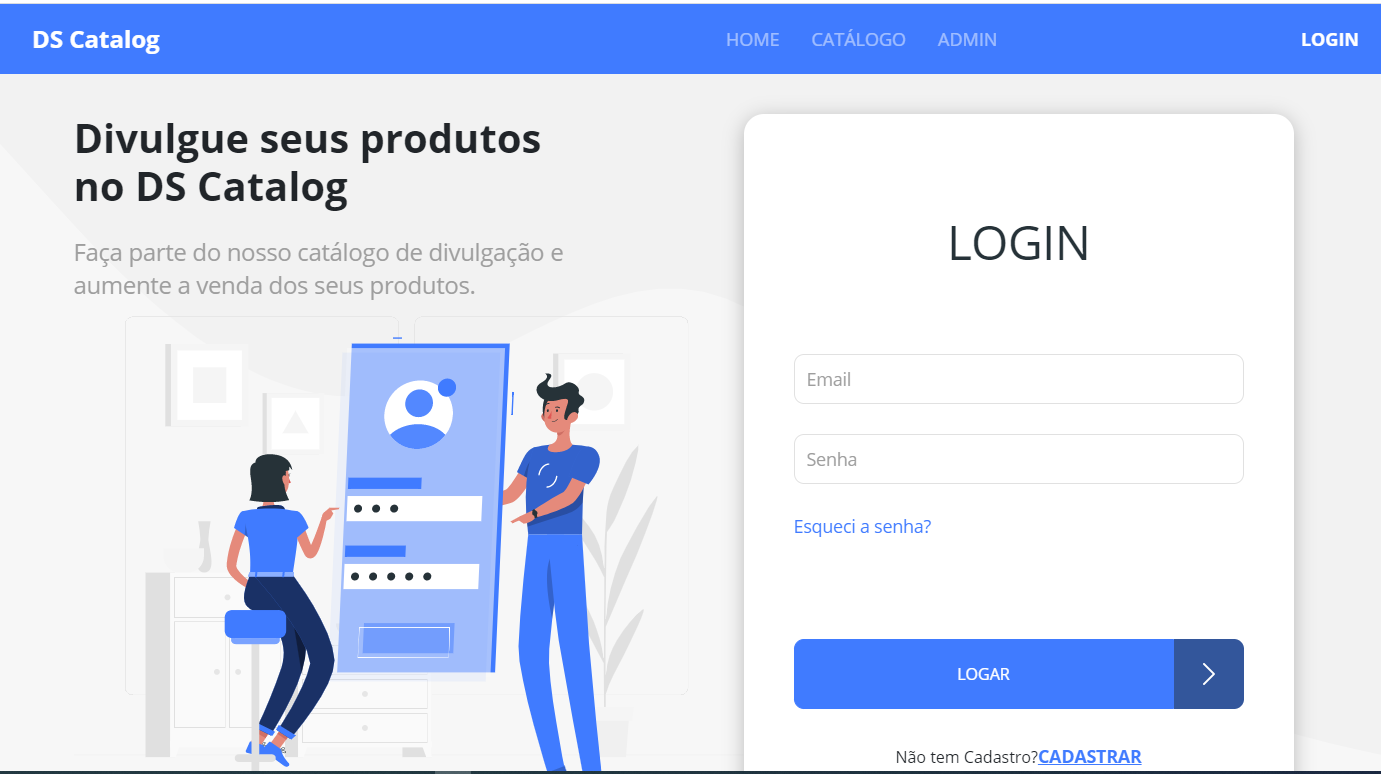 DS Catalog
HOME CATÁLOGO ADMIN
LOGIN
Divulgue seus produtos
no DS Catalog
Faça parte do nosso catálogo de divulgação e
aumente a venda dos seus produtos.
LOGIN
Email
Senha
Esqueci a senha?
LOGAR
Não tem Cadastro?CADASTRAR